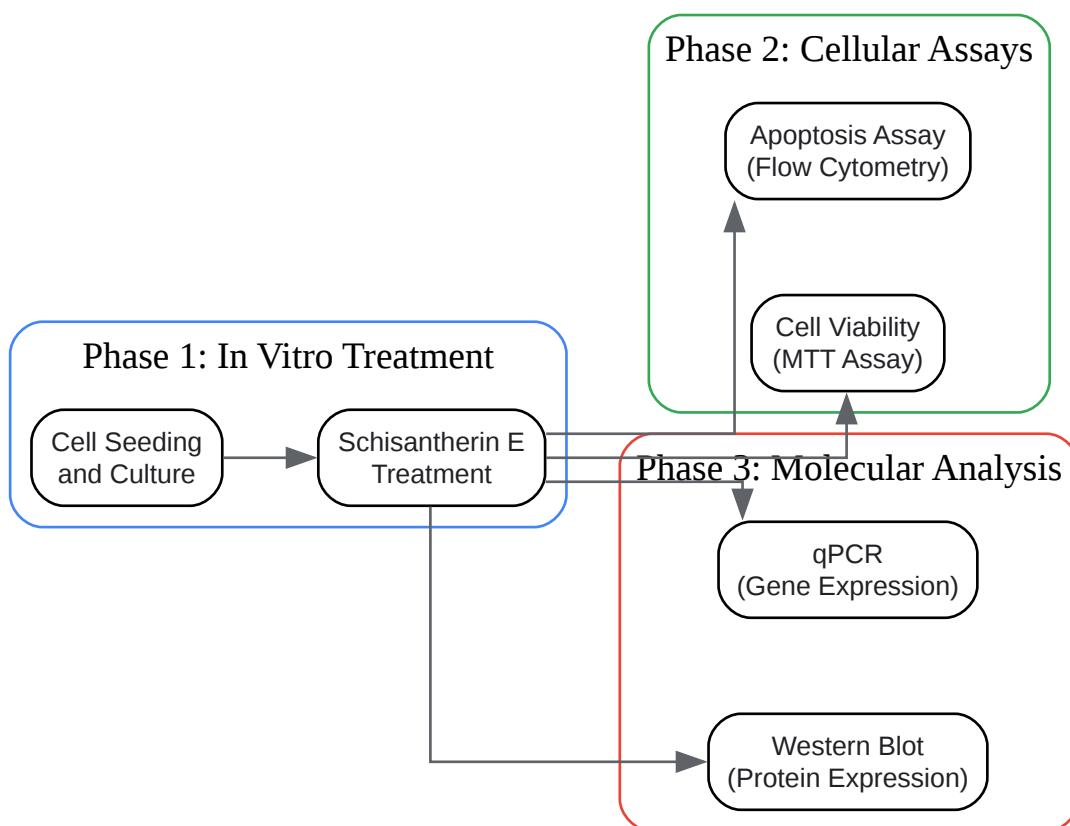 Phase 2: Cellular Assays
Apoptosis Assay
(Flow Cytometry)
Cell Viability
(MTT Assay)
Phase 1: In Vitro Treatment
Cell Seeding
and Culture
Schisantherin E
Treatment
Phase 3: Molecular Analysis
qPCR
(Gene Expression)
Western Blot
(Protein Expression)